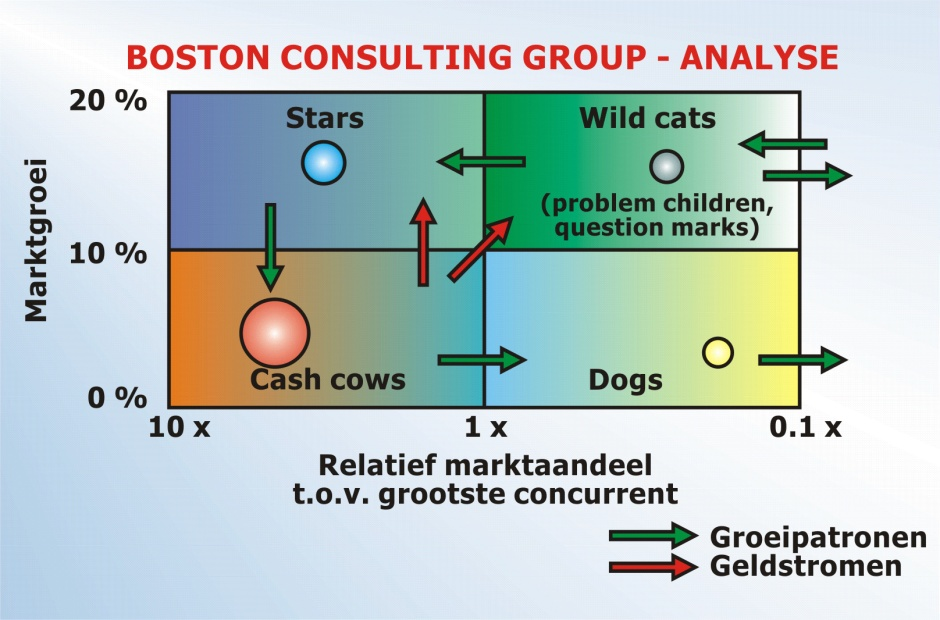 BOSTON CONSULTING GROUP - ANALYSE
20 %
Stars
Wild cats
(problem children,
question marks)
Marktgroei
10 %
Cash cows
Dogs
0 %
10 x
1 x
0.1 x
Relatief marktaandeel
t.o.v. grootste concurrent
Groeipatronen
Geldstromen